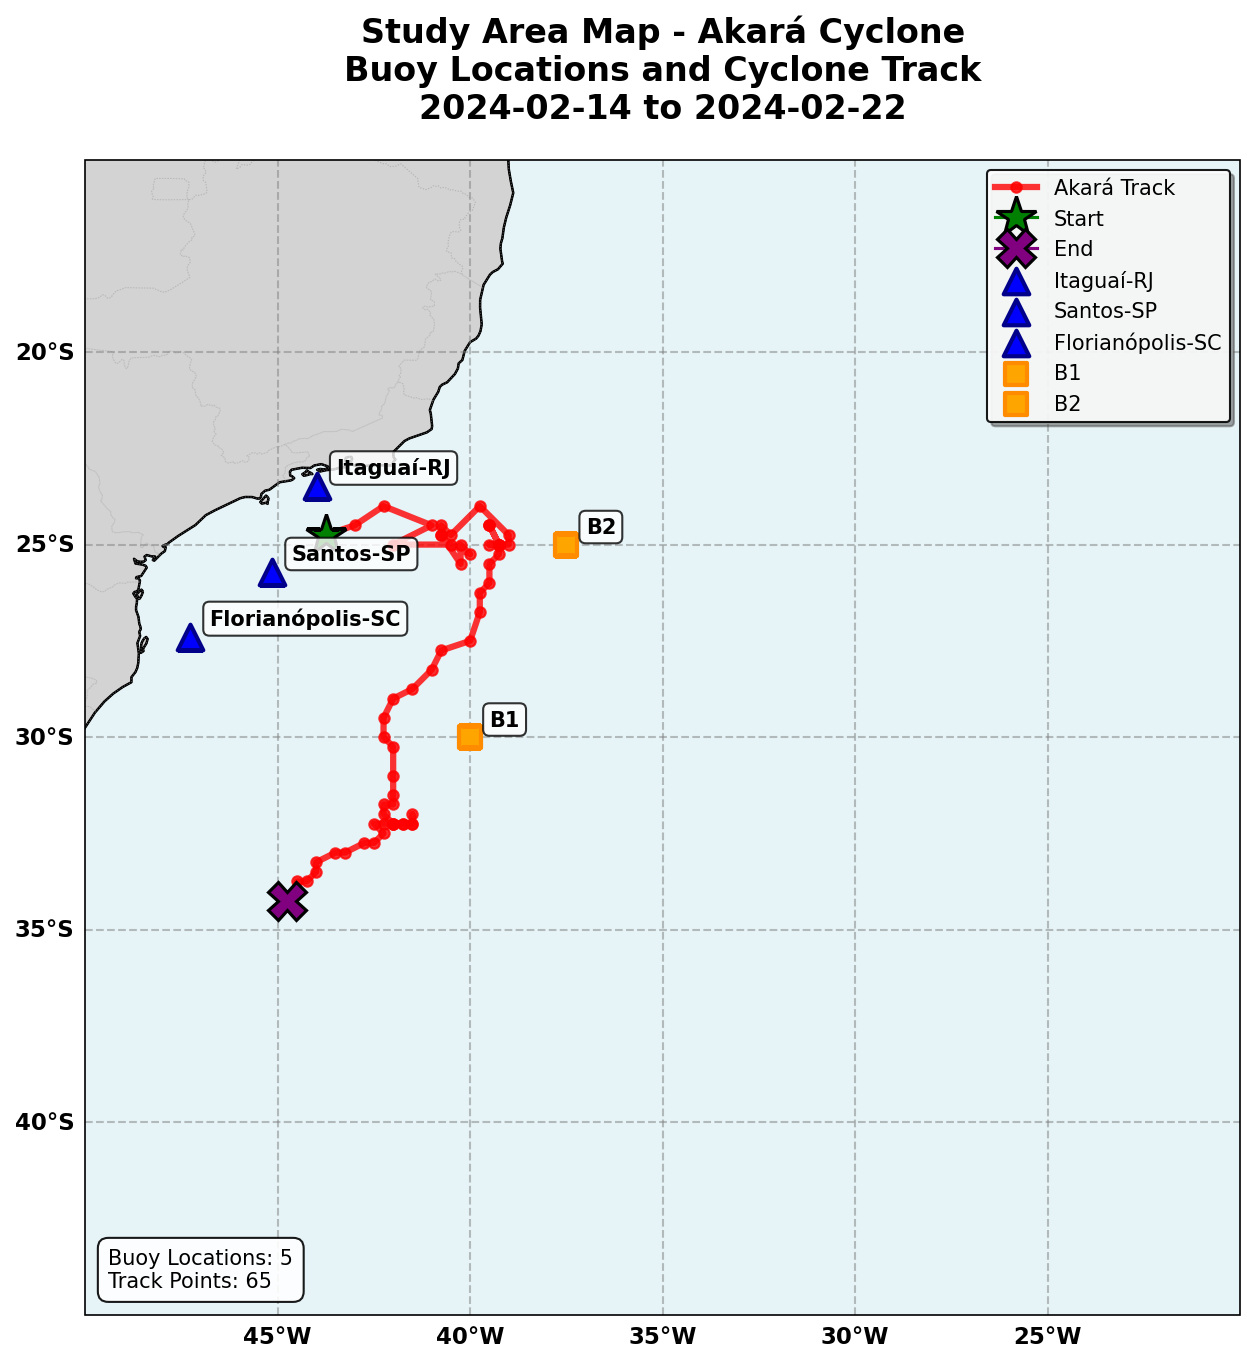 Study Area Map - Akará Cyclone
Buoy Locations and Cyclone Track
2024-02-14 to 2024-02-22
Akará Track
Start
End
Itaguaí-RJ
Santos-SP
Florianópolis-SC
B1
B2
20°S
25°S
30°S
35°S
40°S
Itaguaí-RJ
B2
Santos-SP
Florianópolis-SC
B1
Buoy Locations: 5
Track Points: 65
45°W
40°W
35°W
30°W
25°W